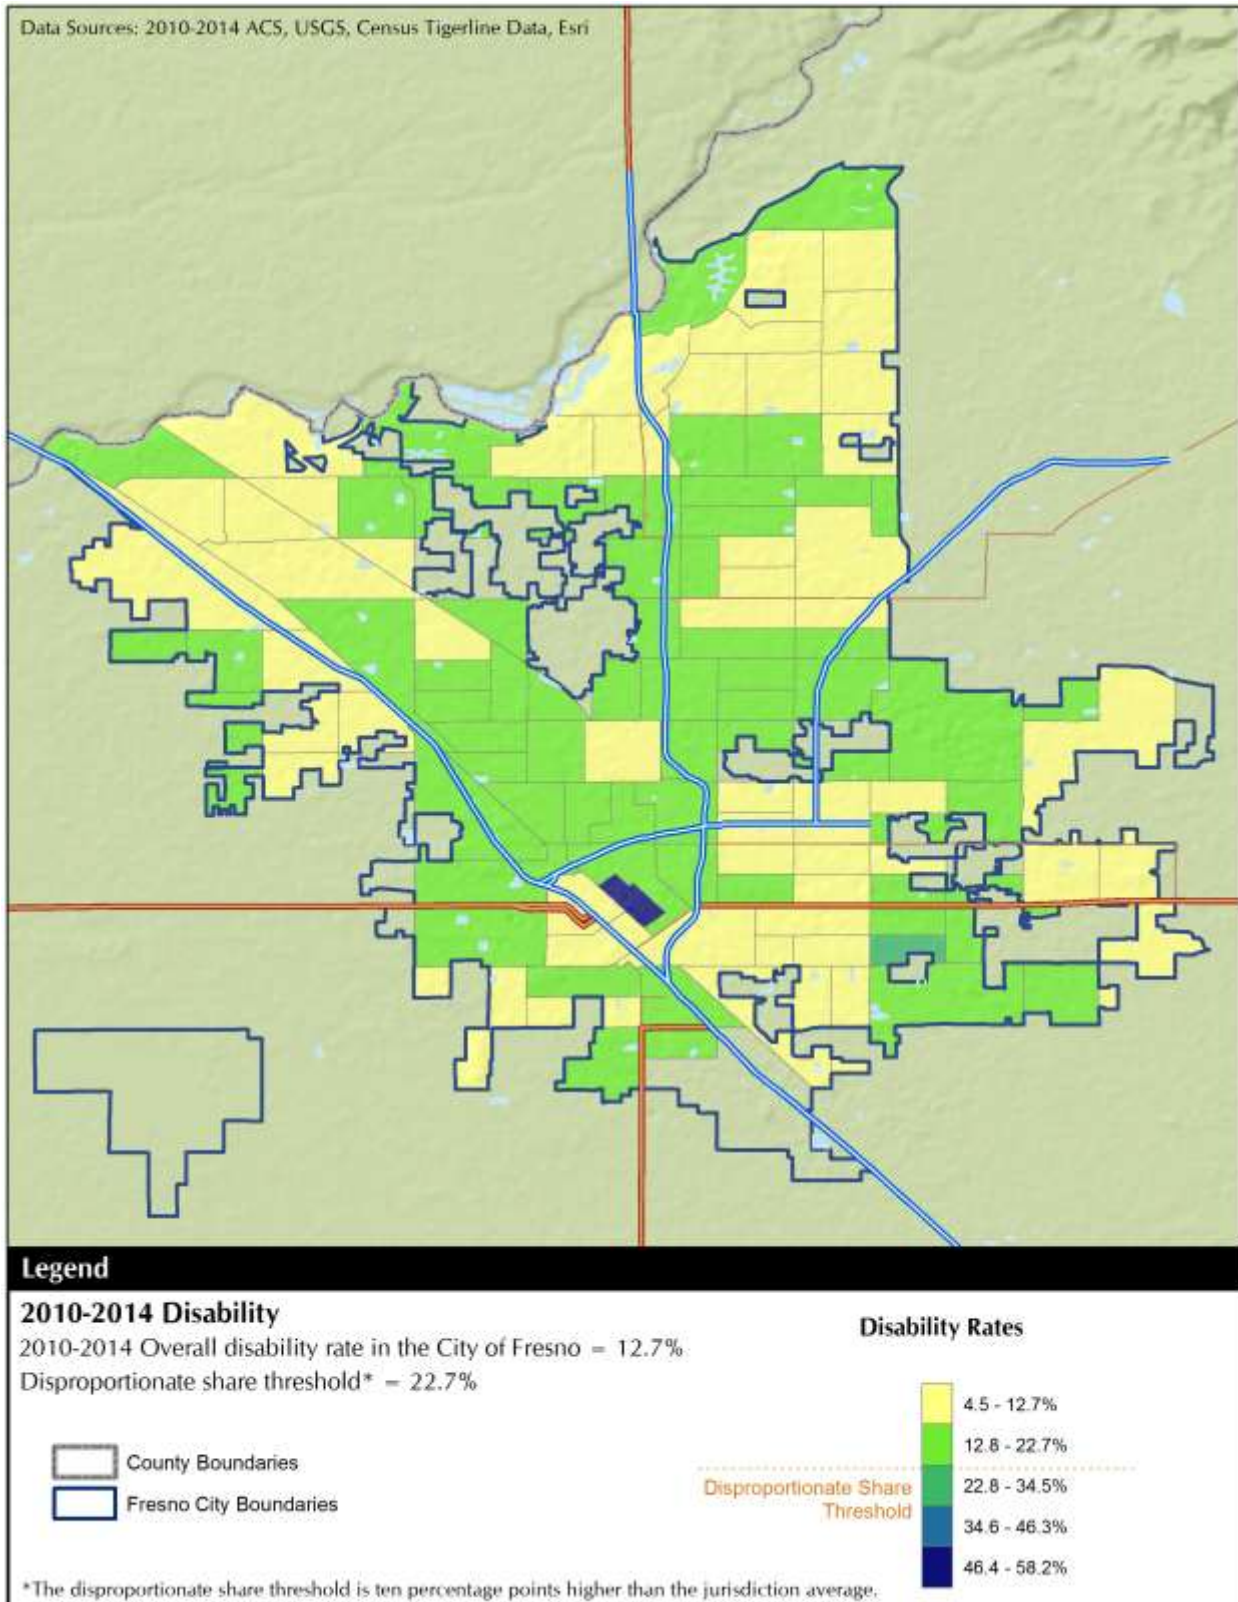 Data Sources: 2010-2014 ACS, USGS, Census Tigerline Data, Esri
Legend
2010-2014 Disability
2010-2014 Overall disability rate in the City of Fresno = 12.7%
Disproportionate share threshold* = 22.7%
County Boundaries
Fresno City Boundaries
Disability Rates
4.5 - 12.7%
12.8 - 22.7%
Disproportionate Share
Threshold
22.8 - 34.5%
34.6 - 46.3%
46.4 - 58.2%
*The disproportionate share threshold is ten percentage points higher than the jurisdiction average.